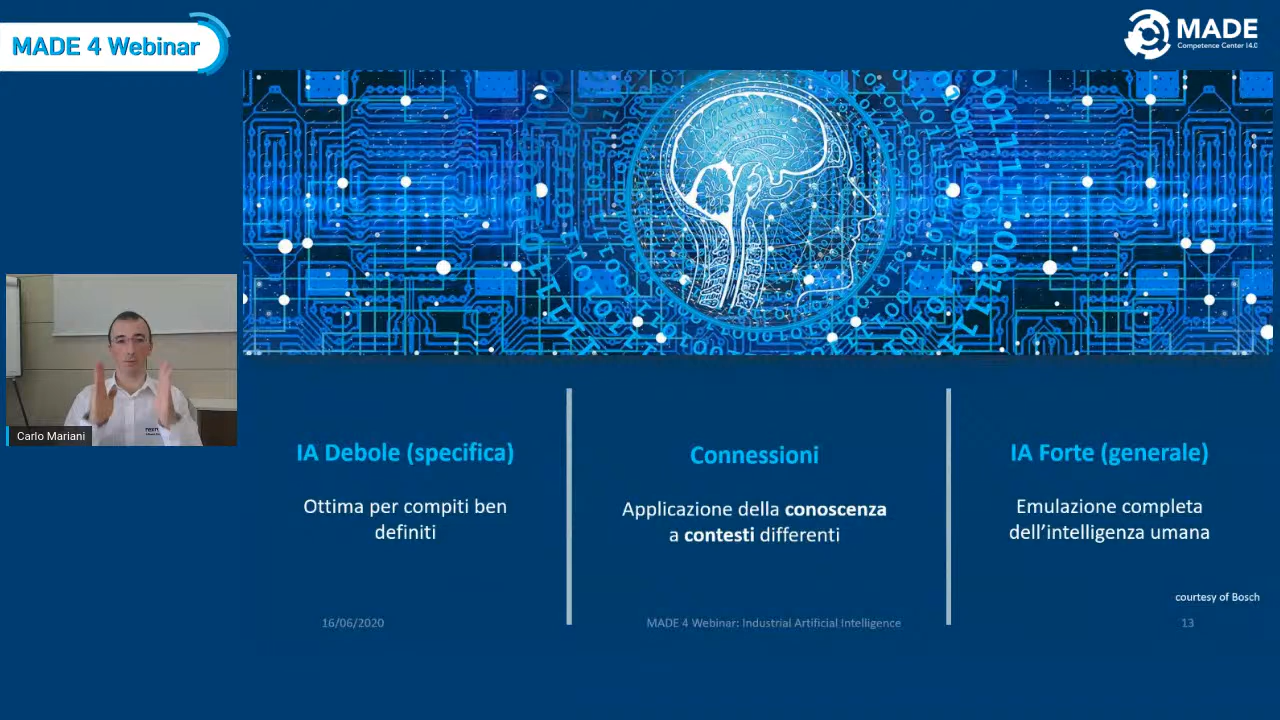 MADE 4 Webinar
MADE
Competence Center I4.0
Carlo Mariani
IA Debole (specifica)
Ottima per compiti ben
definiti
Connessioni
Applicazione della conoscenza
a contesti differenti
IA Forte (generale)
Emulazione completa
dell’intelligenza umana
courtesy of Bosch
16/06/2020
MADE 4 Webinar: Industrial Artificial Intelligence
13